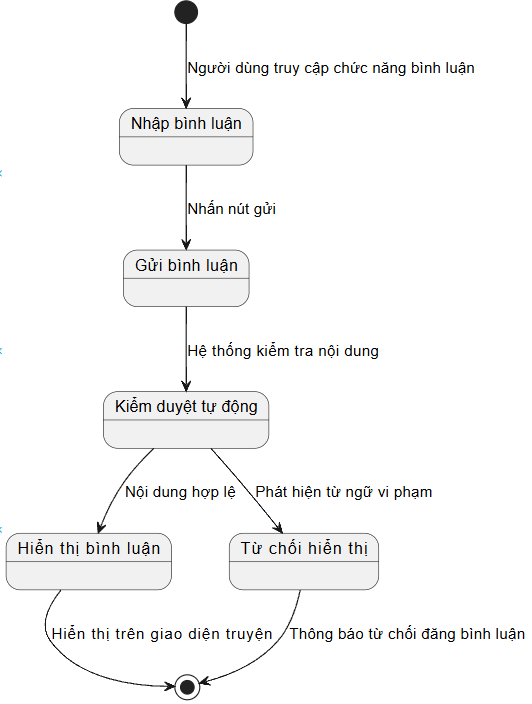 Người dùng truy cập chức năng bình luận
Nhập bình luận
Nhấn nút gửi
Gửi bình luận
Hệ thống kiểm tra nội dung
Kiểm duyệt tự động
Nội dung hợp lệ
Phát hiện từ ngữ vi phạm
Hiển thị bình luận
Từ chối hiển thị
Hiển thị trên giao diện truyện
Thông báo từ chối đăng bình luận